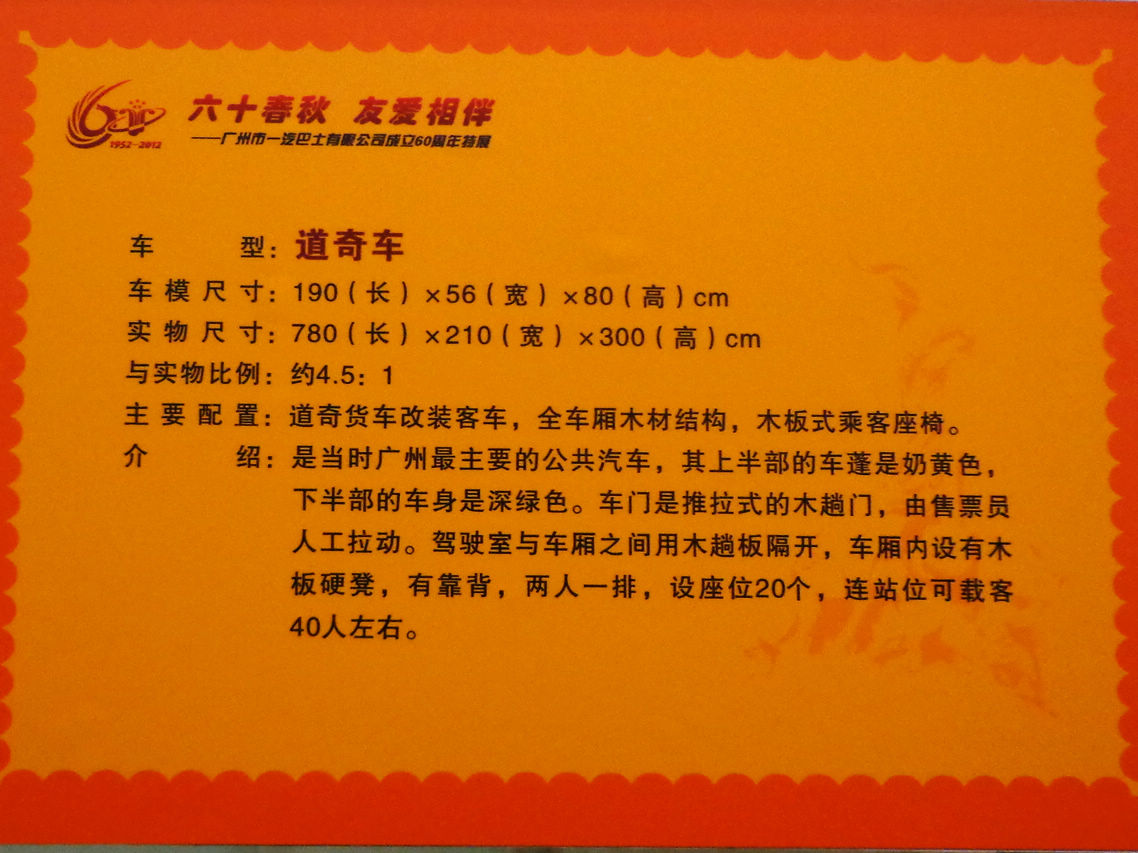 六十春秋 友爱相伴
——广州市一汽巴士有限公司成立60周年特展
1952-2012
车 型：道奇车
车模尺寸：190（长）×56（宽）×80（高）cm
实物尺寸：780（长）×210（宽）×300（高）cm
与实物比例：约4.5：1
主要配置：道奇货车改装客车，全车厢木材结构，木板式乘客座椅。
介 绍：是当时广州最主要的公共汽车，其上半部的车蓬是奶黄色，
下半部的车身是深绿色。车门是推拉式的木趟门，由售票员
人工拉动。驾驶室与车厢之间用木趟板隔开，车厢内设有木
板硬凳，有靠背，两人一排，设座位20个，连站位可载客
40人左右。